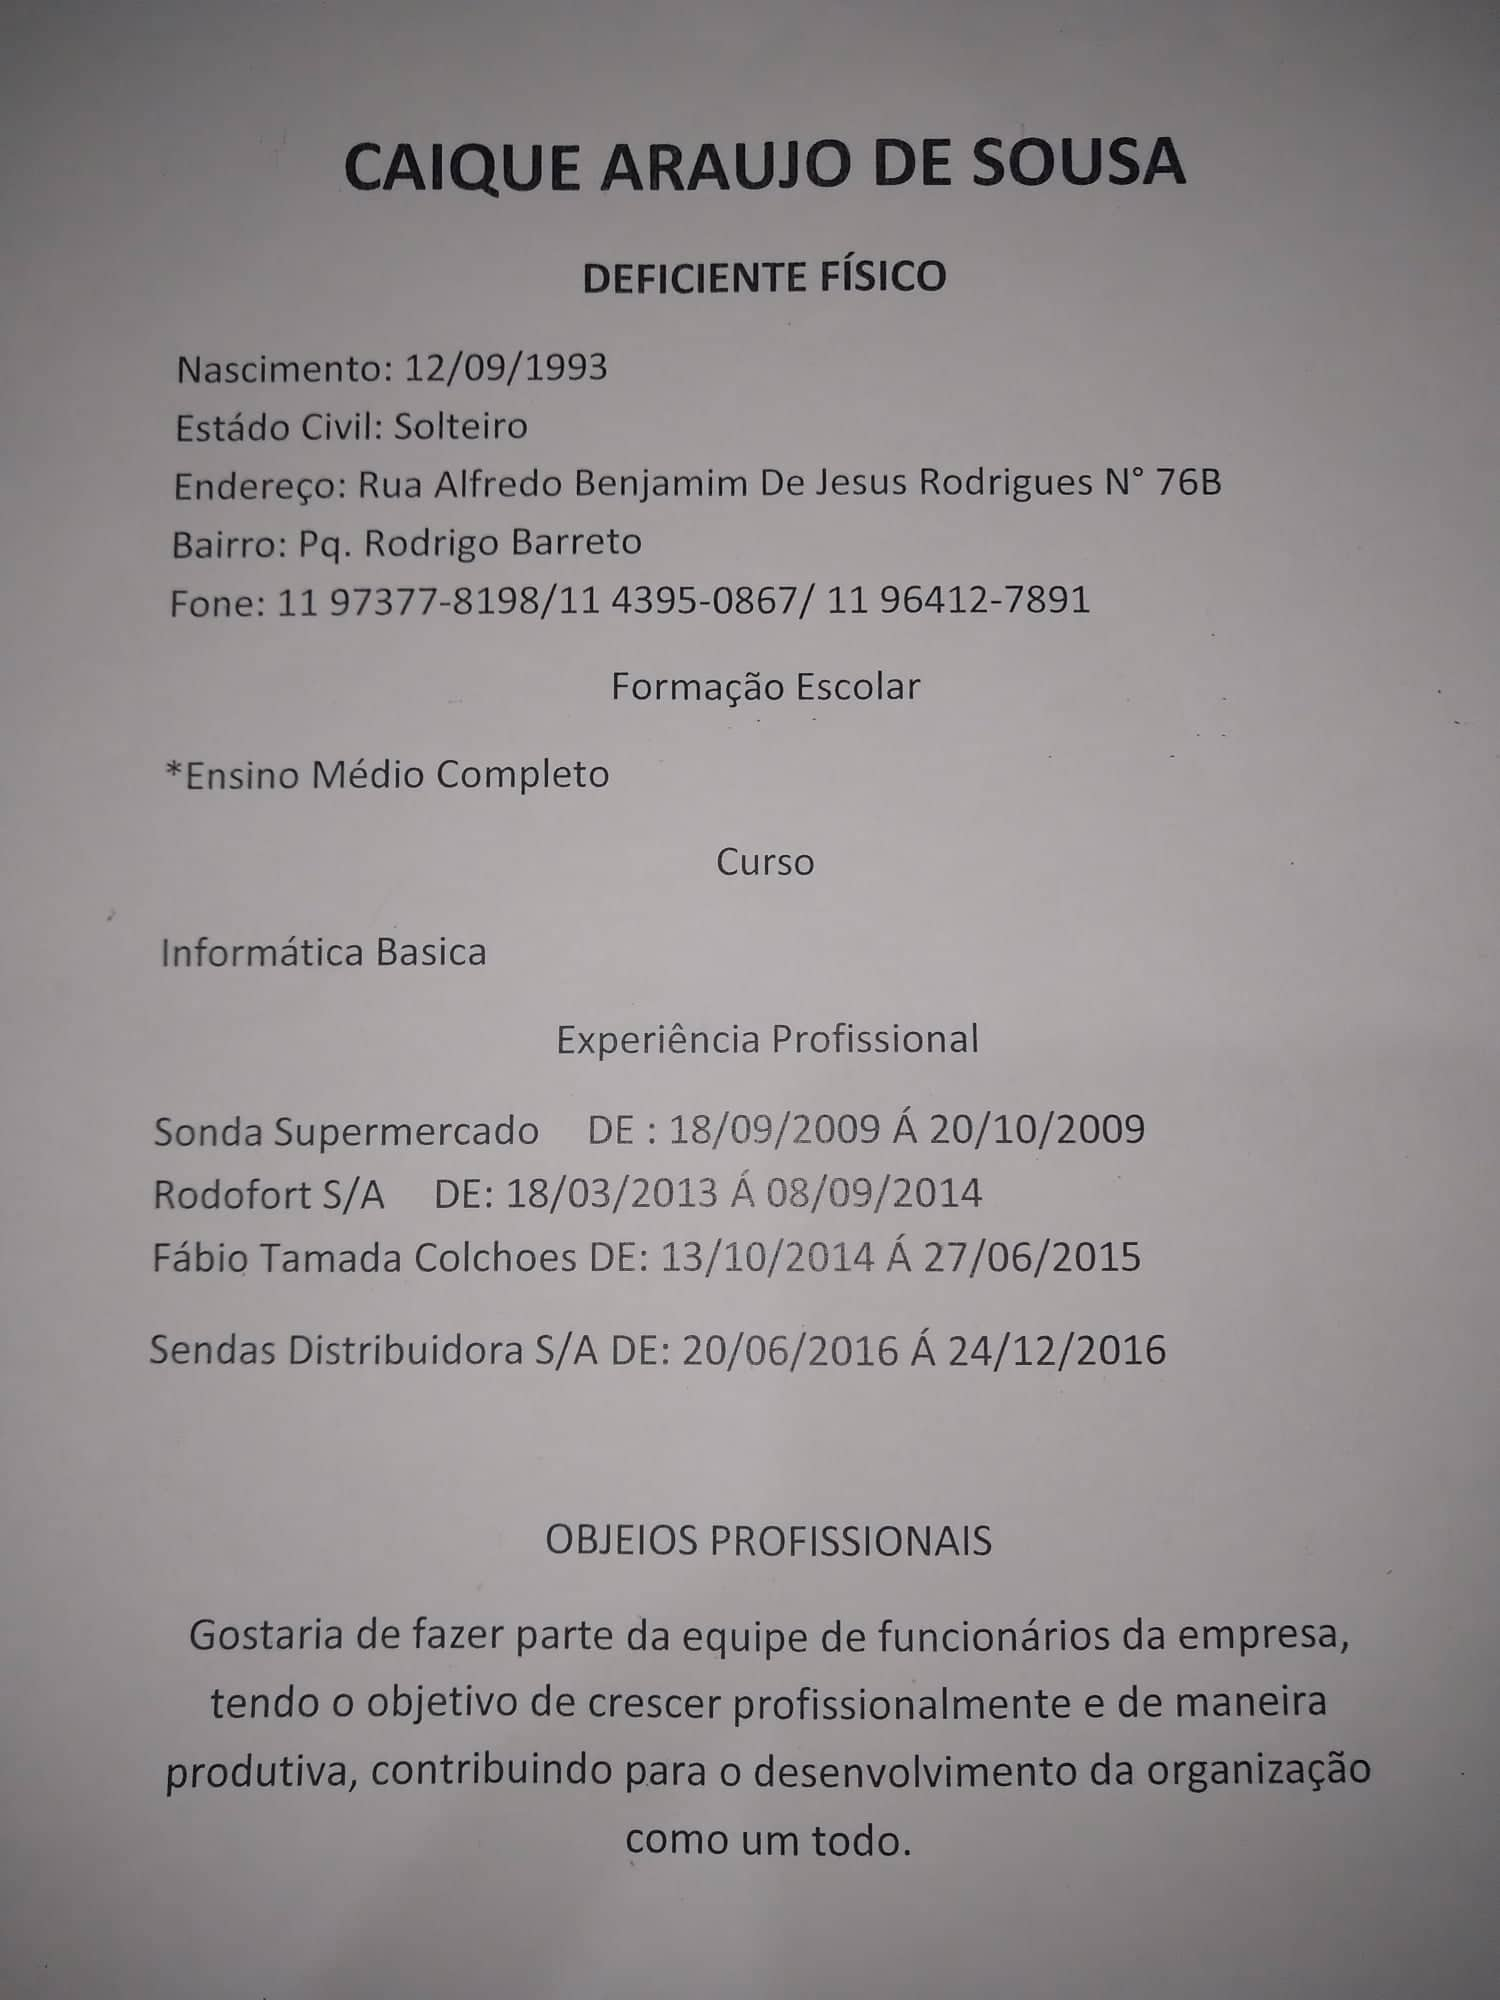 CAIQUE ARAUJO DE SOUSA
DEFICIENTE FÍSICO
Nascimento: 12/09/1993
Estádo Civil: Solteiro
Endereço: Rua Alfredo Benjamim De Jesus Rodrigues N° 76B
Bairro: Pq. Rodrigo Barreto
Fone: 11 97377-8198/11 4395-0867/ 11 96412-7891
Formação Escolar
*Ensino Médio Completo
Curso
Informática Basica
Experiência Profissional
Sonda Supermercado DE : 18/09/2009 Á 20/10/2009
Rodofort S/A DE: 18/03/2013 Á 08/09/2014
Fábio Tamada Colchoes DE: 13/10/2014 Á 27/06/2015
Sendas Distribuidora S/A DE: 20/06/2016 Á 24/12/2016
OBJEIOS PROFISSIONAIS
Gostaria de fazer parte da equipe de funcionários da empresa,
tendo o objetivo de crescer profissionalmente e de maneira
produtiva, contribuindo para o desenvolvimento da organização
como um todo.